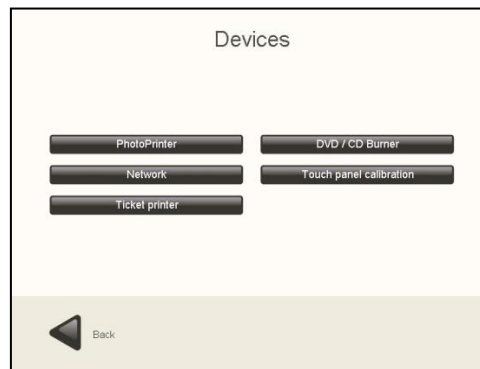 Devices
PhotoPrinter
DVD / CD Burner
Network
Touch panel calibration
Ticket printer
Back